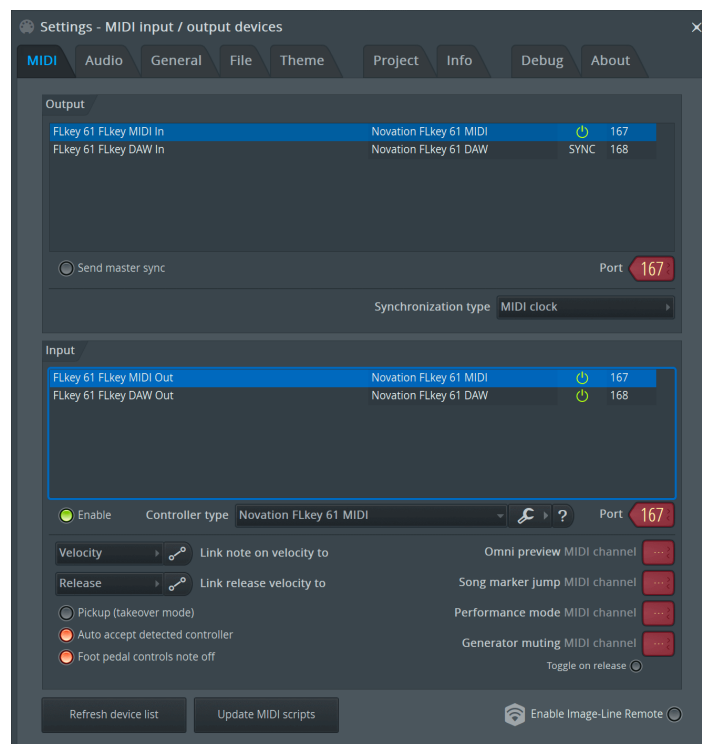 Settings - MIDI input / output devices
MIDI Audio General File Theme Project Info Debug About
Output
FLkey 61 FLkey MIDI In Novation FLkey 61 MIDI 167
FLkey 61 FLkey DAW In Novation FLkey 61 DAW SYNC 168
Send master sync Port 167
Synchronization type MIDI clock
Input
FLkey 61 FLkey MIDI Out Novation FLkey 61 MIDI 167
FLkey 61 FLkey DAW Out Novation FLkey 61 DAW 168
Enable Controller type Novation FLkey 61 MIDI ? Port 167
Velocity Link note on velocity to Omni preview MIDI channel ---
Release Link release velocity to Song marker jump MIDI channel ---
Pickup (takeover mode) Performance mode MIDI channel ---
Auto accept detected controller
Generator muting MIDI channel ---
Foot pedal controls note off
Toggle on release
Refresh device list Update MIDI scripts Enable Image-Line Remote